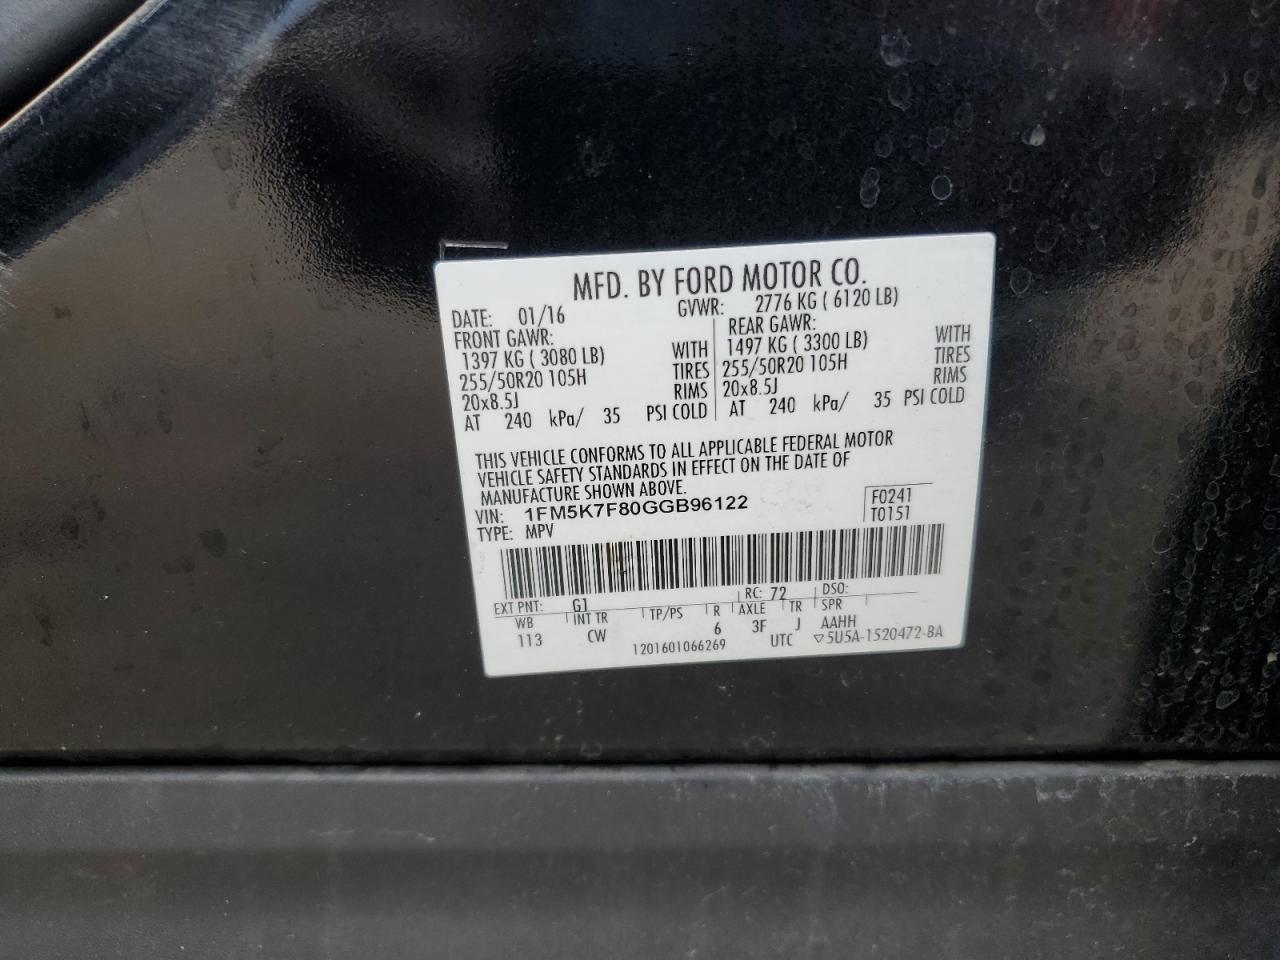 MFD. BY FORD MOTOR CO.
DATE: 01/16 GVWR: 2776 KG ( 6120 LB)
FRONT GAWR: REAR GAWR:
1397 KG ( 3080 LB) WITH 1497 KG ( 3300 LB) WITH
255/50R20 105H TIRES 255/50R20 105H TIRES
20x8.5J RIMS 20x8.5J RIMS
AT 240 kPa/ 35 PSI COLD AT 240 kPa/ 35 PSI COLD
THIS VEHICLE CONFORMS TO ALL APPLICABLE FEDERAL MOTOR
VEHICLE SAFETY STANDARDS IN EFFECT ON THE DATE OF
MANUFACTURE SHOWN ABOVE.
VIN: 1FM5K7F80GGB96122 F0241
TYPE: MPV T0151
EXT PNT: G1 RC: 72 DSO:
WB INT TR TP/PS R AXLE TR SPR
113 CW 6 3F J AAHH
1201601066269 UTC ▽5U5A-1520472-BA